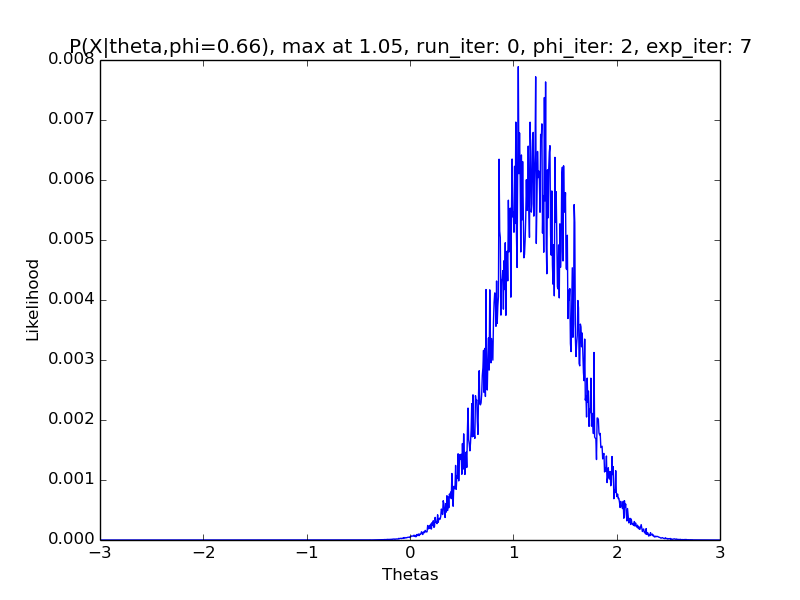 P(X|theta,phi=0.66), max at 1.05, run_iter: 0, phi_iter: 2, exp_iter: 7
0.008
0.007
0.006
0.005
0.004
0.003
0.002
0.001
0.000
Likelihood
−3 −2 −1 0 1 2 3
Thetas